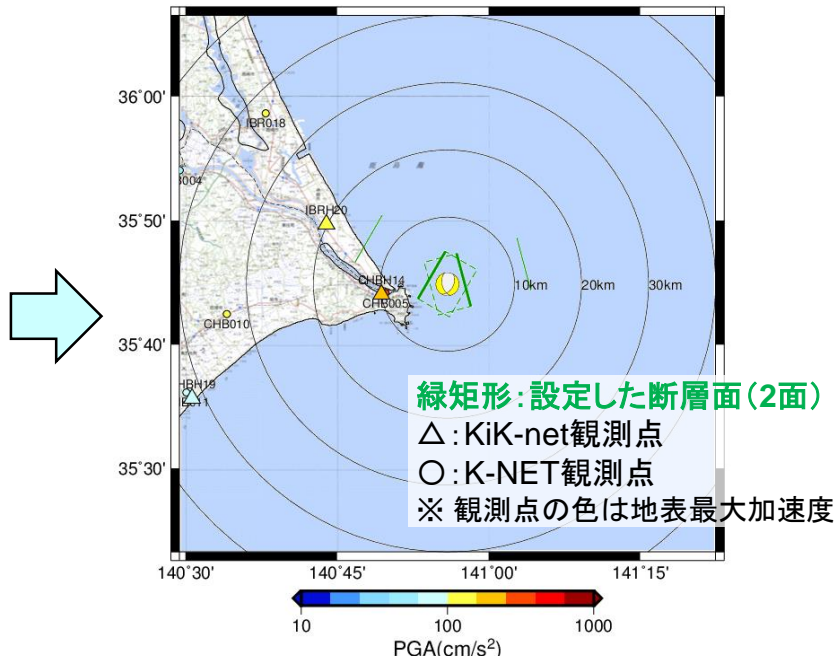 36˚00'
IBR018
004
35˚50'
IBRH20
CHBH14
10km
20km
30km
CHB005
CHB010
35˚40'
HBH19
緑矩形：設定した断層面（2面）
△：KiK-net観測点
○：K-NET観測点
※ 観測点の色は地表最大加速度
35˚30'
140˚30'
140˚45'
141˚00'
141˚15'
10
100
1000
PGA(cm/s²)